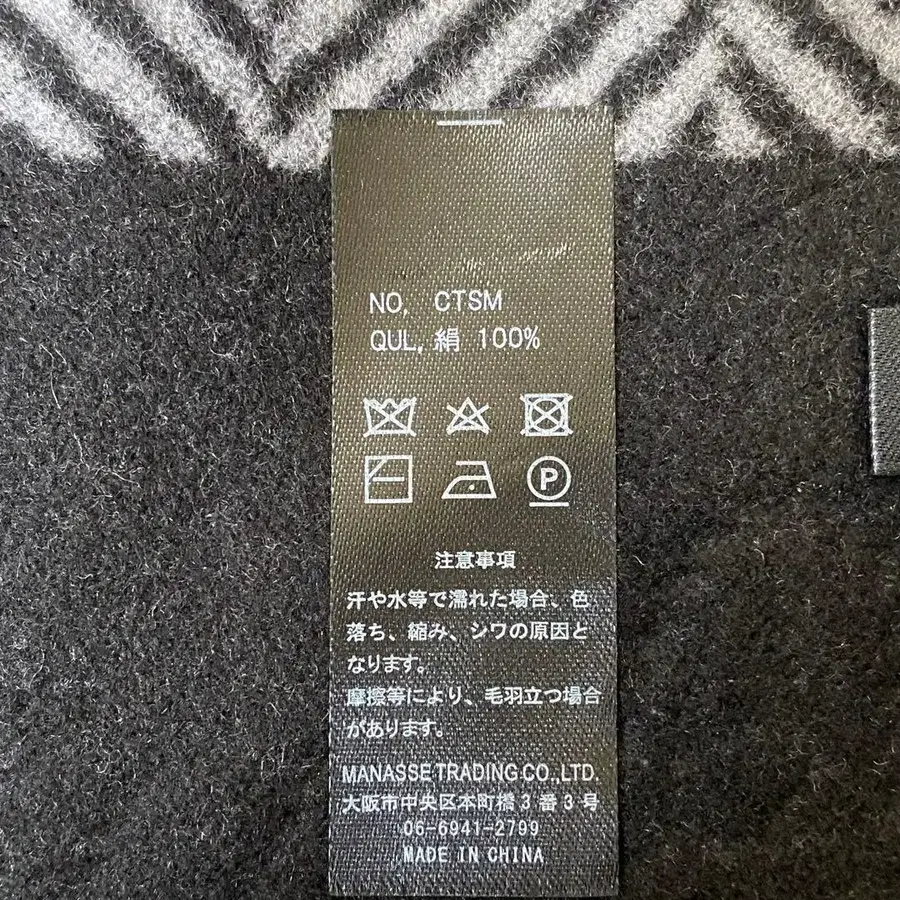 NO, CTSM
QUL, 絹 100%
P
注意事項
汗や水等で濡れた場合、色
落ち、縮み、シワの原因と
なります。
摩擦等により、毛羽立つ場合
があります。
MANASSE TRADING CO.,LTD.
大阪市中央区本町橋3番3号
06-6941-2799
MADE IN CHINA